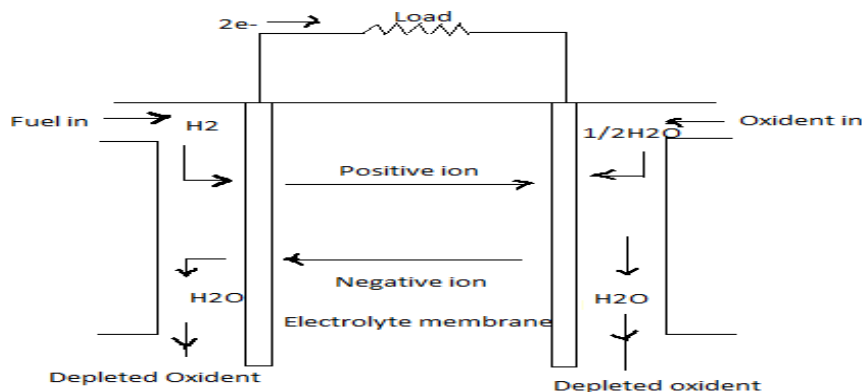 Load
2e-
Fuel in
H2
1/2H2O
Oxident in
Positive ion
Negative ion
H2O
H2O
Electrolyte membrane
Depleted Oxident
Depleted oxident